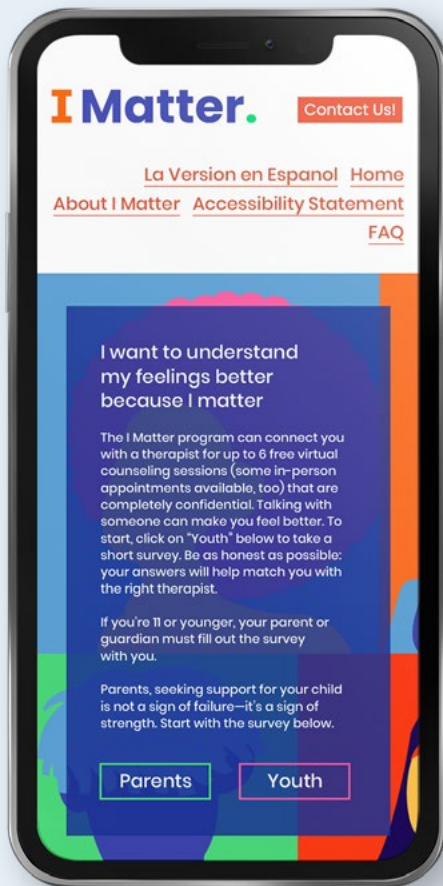 I Matter.
Contact Us!
La Version en Espanol Home
About I Matter Accessibility Statement
FAQ
I want to understand
my feelings better
because I matter
The I Matter program can connect you
with a therapist for up to 6 free virtual
counseling sessions (some in-person
appointments available, too) that are
completely confidential. Talking with
someone can make you feel better. To
start, click on "Youth" below to take a
short survey. Be as honest as possible:
your answers will help match you with
the right therapist.
If you're 11 or younger, your parent or
guardian must fill out the survey
with you.
Parents, seeking support for your child
is not a sign of failure—it's a sign of
strength. Start with the survey below.
Parents
Youth